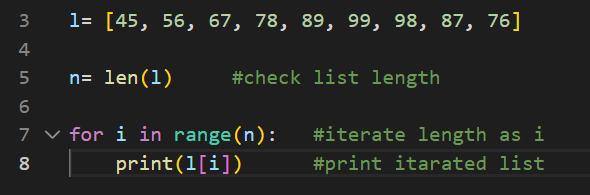 3 l= [45, 56, 67, 78, 89, 99, 98, 87, 76]
4
5 n= len(l) #check list length
6
7 for i in range(n): #iterate length as i
8 print(l[i]) #print itarated list